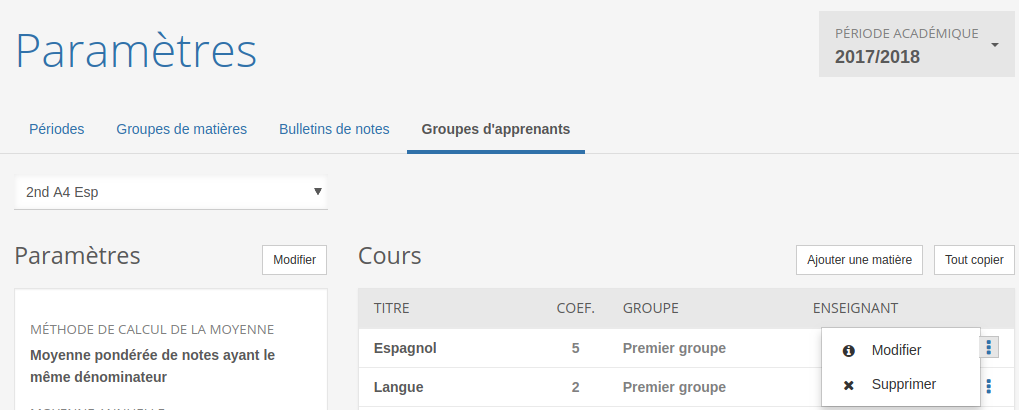 Paramètres
PÉRIODE ACADÉMIQUE
2017/2018
Périodes Groupes de matières Bulletins de notes Groupes d'apprenants
2nd A4 Esp
Paramètres Modifier
MÉTHODE DE CALCUL DE LA MOYENNE
Moyenne pondérée de notes ayant le
même dénominateur
MOYENNE ANNUELLE
Cours Ajouter une matière Tout copier
TITRE COEF. GROUPE ENSEIGNANT
Espagnol 5 Premier groupe
Langue 2 Premier groupe
Modifier
Supprimer